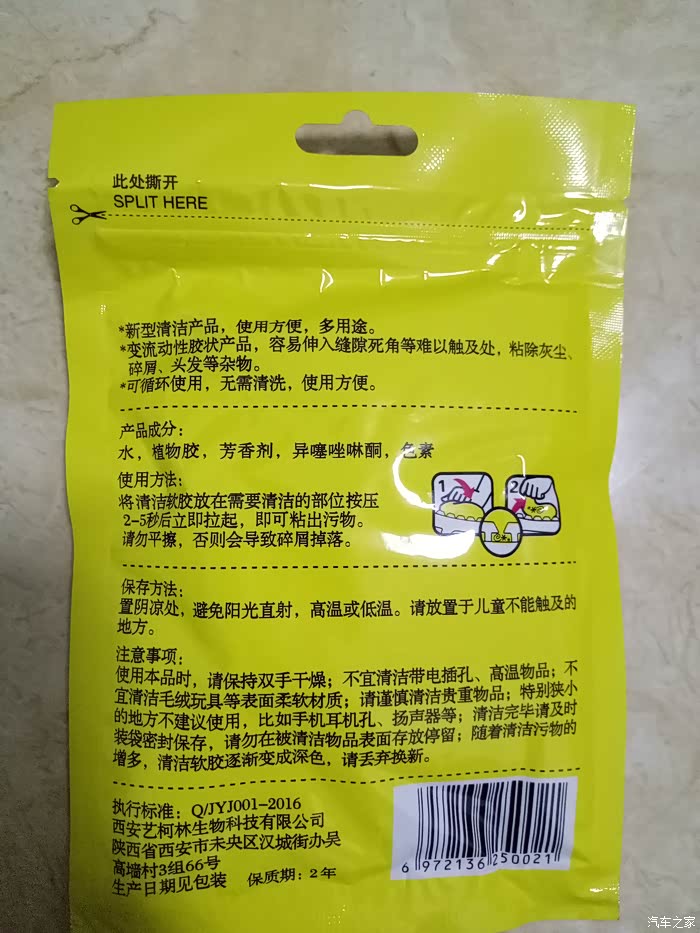 此处撕开
SPLIT HERE
*新型清洁产品，使用方便，多用途。
*变流动性胶状产品，容易伸入缝隙死角等难以触及处，粘除灰尘、
碎屑、头发等杂物。
*可循环使用，无需清洗，使用方便。
产品成分：
水，植物胶，芳香剂，异噻唑啉酮，色素
使用方法：
将清洁软胶放在需要清洁的部位按压
2-5秒后立即拉起，即可粘出污物。
请勿平擦，否则会导致碎屑掉落。
1
2
保存方法：
置阴凉处，避免阳光直射，高温或低温。请放置于儿童不能触及的
地方。
注意事项：
使用本品时，请保持双手干燥；不宜清洁带电插孔、高温物品；不
宜清洁毛绒玩具等表面柔软材质；请谨慎清洁贵重物品；特别狭小
的地方不建议使用，比如手机耳机孔、扬声器等；清洁完毕请及时
装袋密封保存，请勿在被清洁物品表面存放停留；随着清洁污物的
增多，清洁软胶逐渐变成深色，请丢弃换新。
执行标准：Q/JYJ001-2016
西安艺柯林生物科技有限公司
陕西省西安市未央区汉城街办吴
高墙村3组66号
生产日期见包装 保质期：2年
6 972136 250021
汽车之家